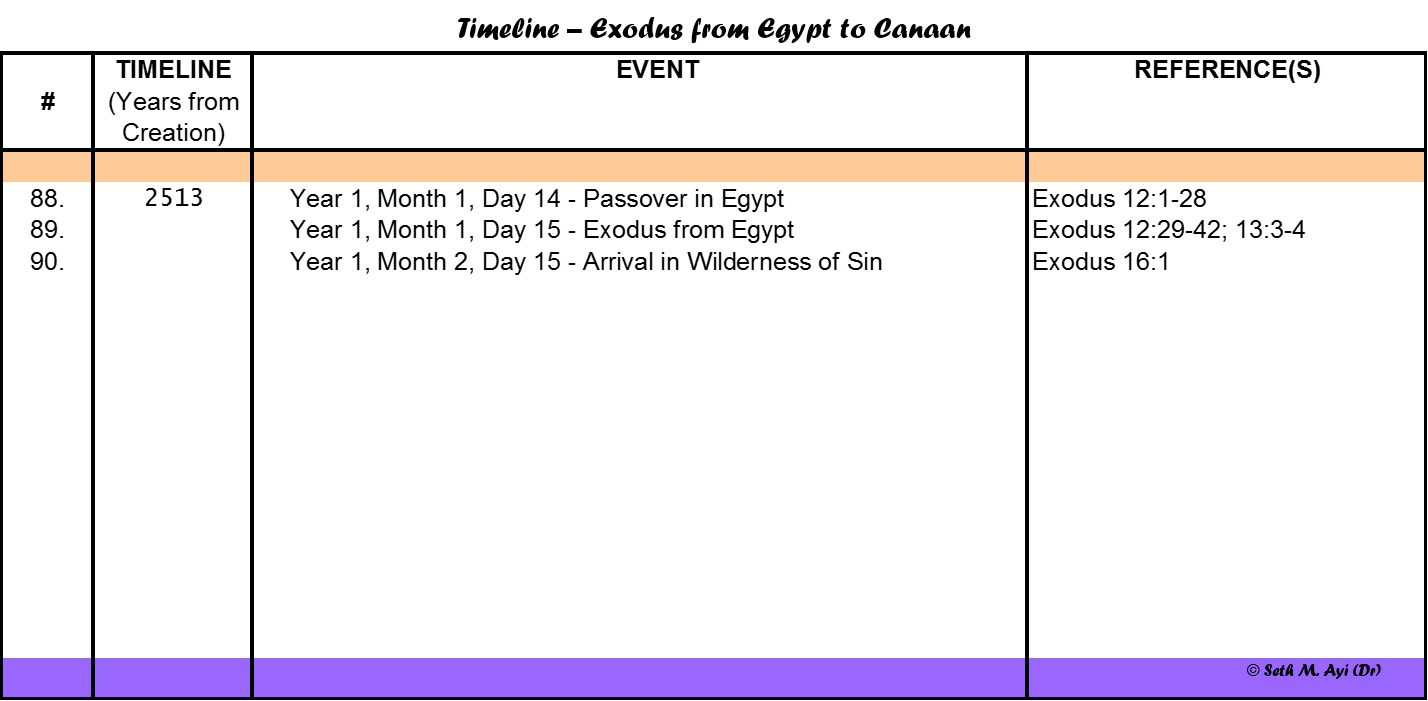 Timeline – Exodus from Egypt to Canaan
#
TIMELINE
(Years from
Creation)
EVENT
REFERENCE(S)
88. 2513 Year 1, Month 1, Day 14 - Passover in Egypt Exodus 12:1-28
89. Year 1, Month 1, Day 15 - Exodus from Egypt Exodus 12:29-42; 13:3-4
90. Year 1, Month 2, Day 15 - Arrival in Wilderness of Sin Exodus 16:1
© Seth M. Ayi (Dr)